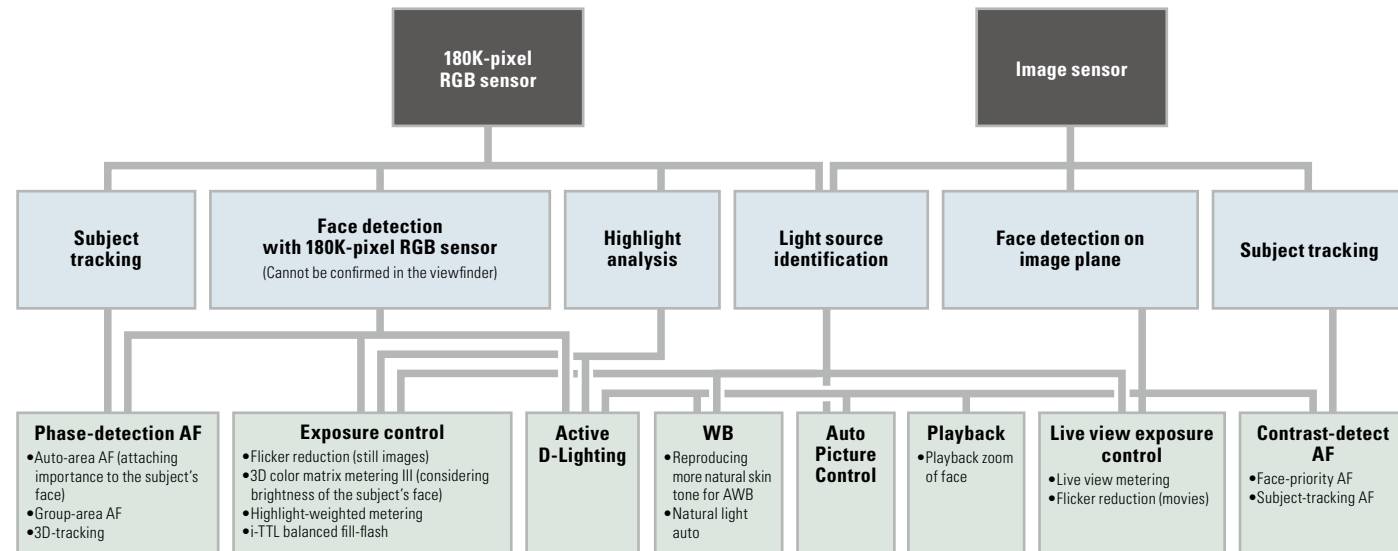 180K-pixel
RGB sensor
Image sensor
Subject
tracking
Face detection
with 180K-pixel RGB sensor
(Cannot be confirmed in the viewfinder)
Highlight
analysis
Light source
identification
Face detection on
image plane
Subject tracking
Phase-detection AF
•Auto-area AF (attaching
importance to the subject's
face)
•Group-area AF
•3D-tracking
Exposure control
•Flicker reduction (still images)
•3D color matrix metering III (considering
brightness of the subject's face)
•Highlight-weighted metering
•i-TTL balanced fill-flash
Active
D-Lighting
WB
•Reproducing
more natural skin
tone for AWB
•Natural light
auto
Auto
Picture
Control
Playback
•Playback zoom
of face
Live view exposure
control
•Live view metering
•Flicker reduction (movies)
Contrast-detect
AF
•Face-priority AF
•Subject-tracking AF